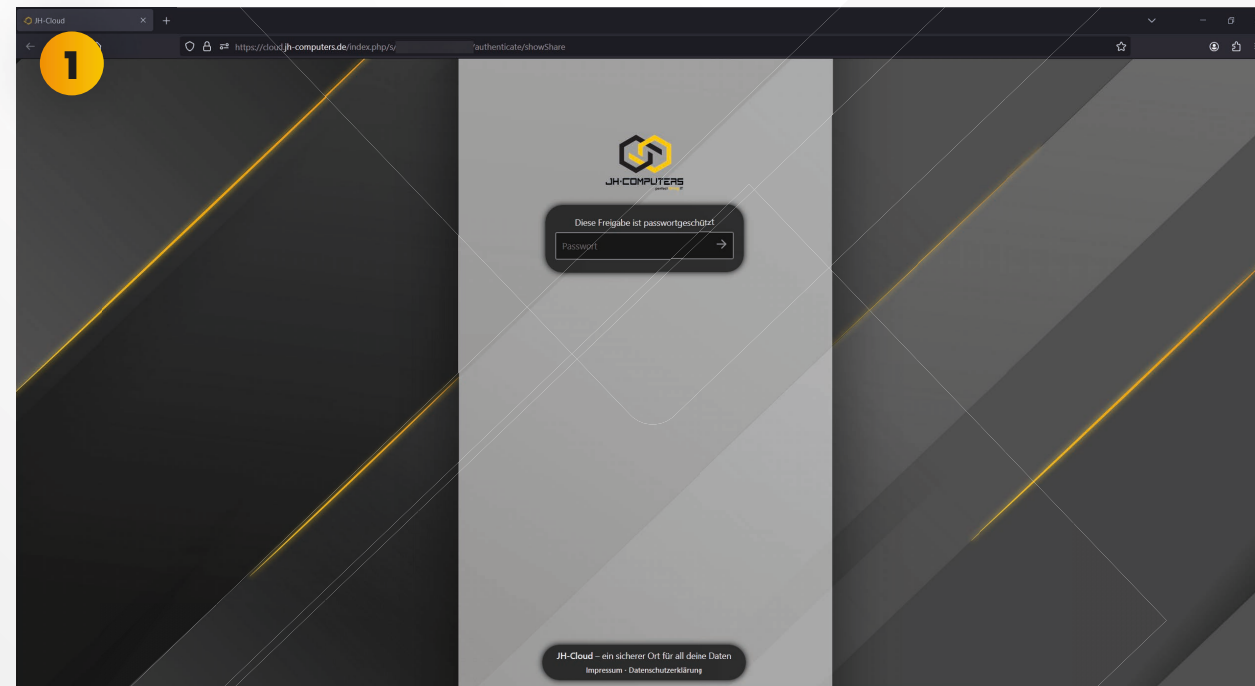 JH-Cloud
https://cloud.jh-computers.de/index.php/s/ /authenticate/showShare
1
JH-COMPUTERS
Diese Freigabe ist passwortgeschützt
Passwort
JH-Cloud – ein sicherer Ort für all deine Daten
Impressum - Datenschutzerklärung